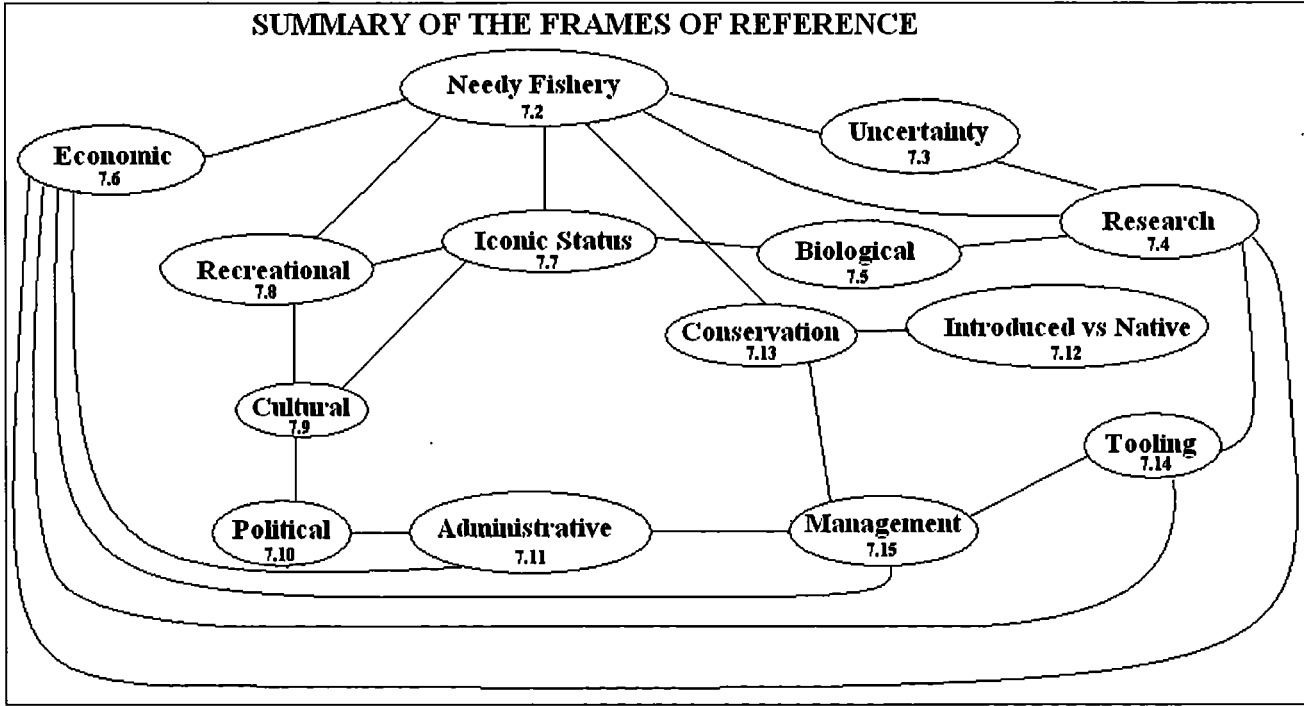 SUMMARY OF THE FRAMES OF REFERENCE
Needy Fishery
7.2
Uncertainty
7.3
Economic
7.6
Research
7.4
Iconic Status
7.7
Biological
7.5
Recreational
7.8
Conservation
7.13
Introduced vs Native
7.12
Cultural
7.9
Tooling
7.14
Political
7.10
Administrative
7.11
Management
7.15